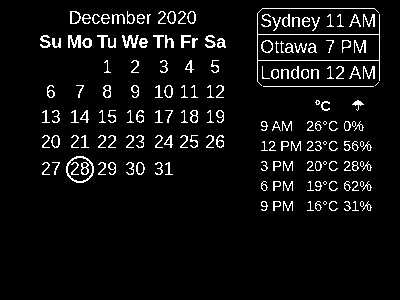 December 2020
Su Mo Tu We Th Fr Sa
1 2 3 4 5
6 7 8 9 10 11 12
13 14 15 16 17 18 19
20 21 22 23 24 25 26
27 28 29 30 31
Sydney 11 AM
Ottawa 7 PM
London 12 AM
°C ☂
9 AM 26°C 0%
12 PM 23°C 56%
3 PM 20°C 28%
6 PM 19°C 62%
9 PM 16°C 31%